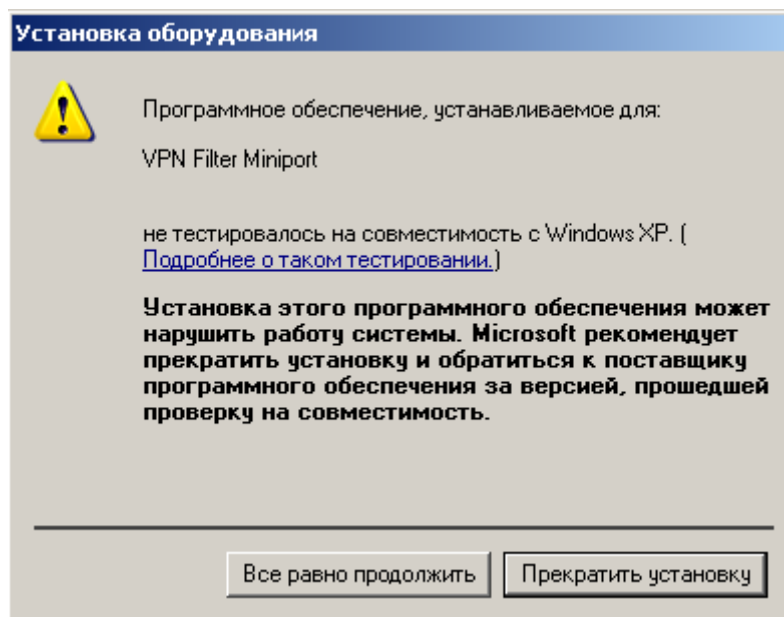 Установка оборудования
Программное обеспечение, устанавливаемое для:
VPN Filter Miniport
не тестировалось на совместимость с Windows XP. (
Подробнее о таком тестировании.)
Установка этого программного обеспечения может
нарушить работу системы. Microsoft рекомендует
прекратить установку и обратиться к поставщику
программного обеспечения за версией, прошедшей
проверку на совместимость.
Все равно продолжить
Прекратить установку